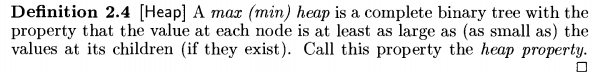 Definition 2.4 [Heap] A max (min) heap is a complete binary tree with the
property that the value at each node is at least as large as (as small as) the
values at its children (if they exist). Call this property the heap property.
□